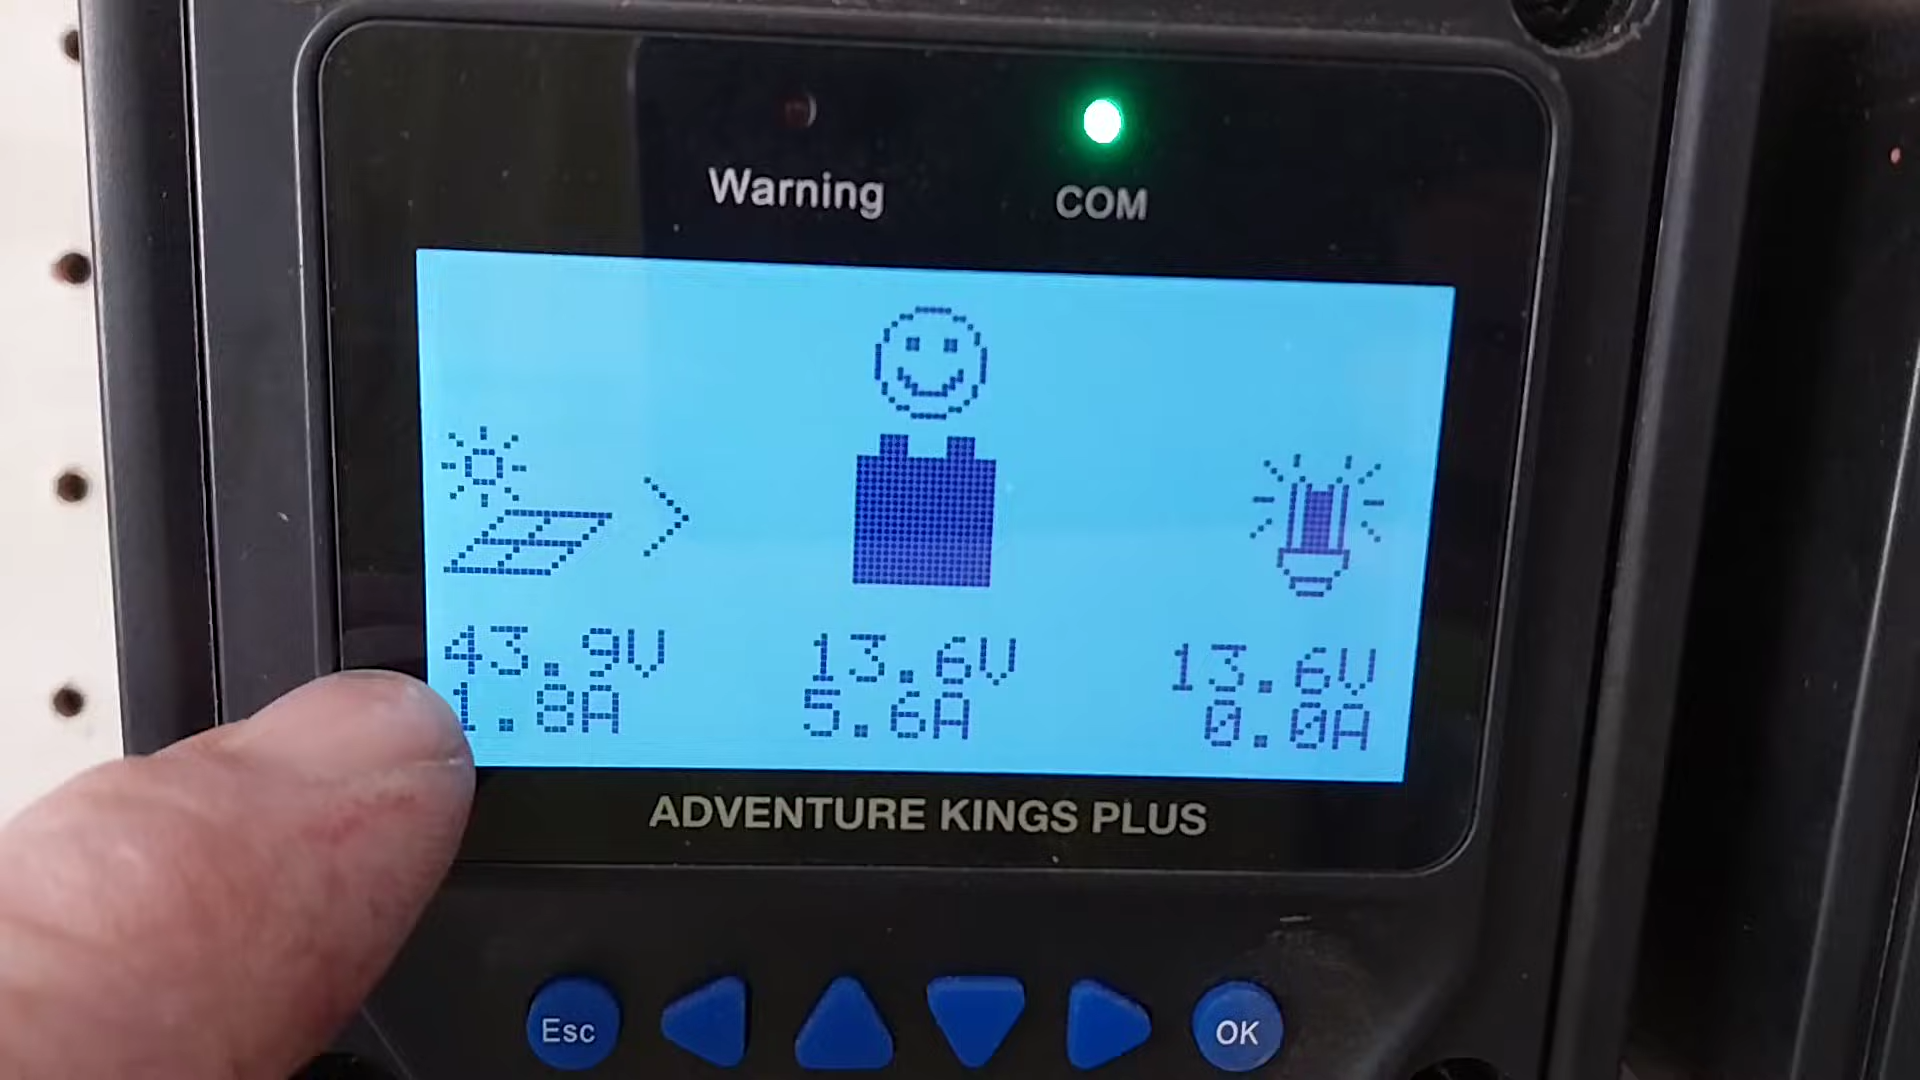 Warning COM
43.9V 13.6V 13.6V
1.8A 5.6A 0.0A
ADVENTURE KINGS PLUS
Esc OK